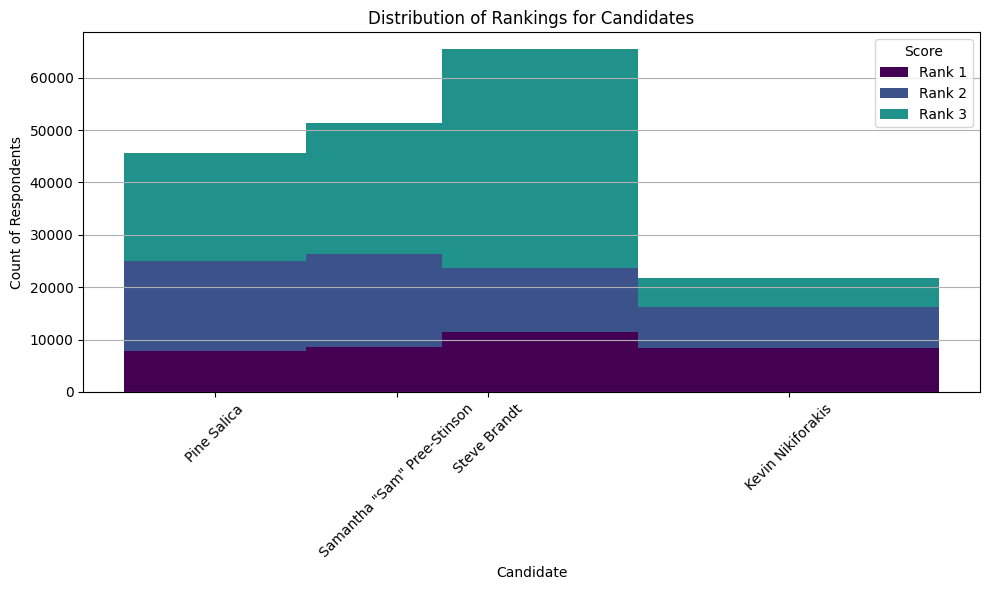 Distribution of Rankings for Candidates
Score
Rank 1
Rank 2
Rank 3
Count of Respondents
60000
50000
40000
30000
20000
10000
0
Pine Salica
Samantha "Sam" Pree-Stinson
Steve Brandt
Kevin Nikiforakis
Candidate